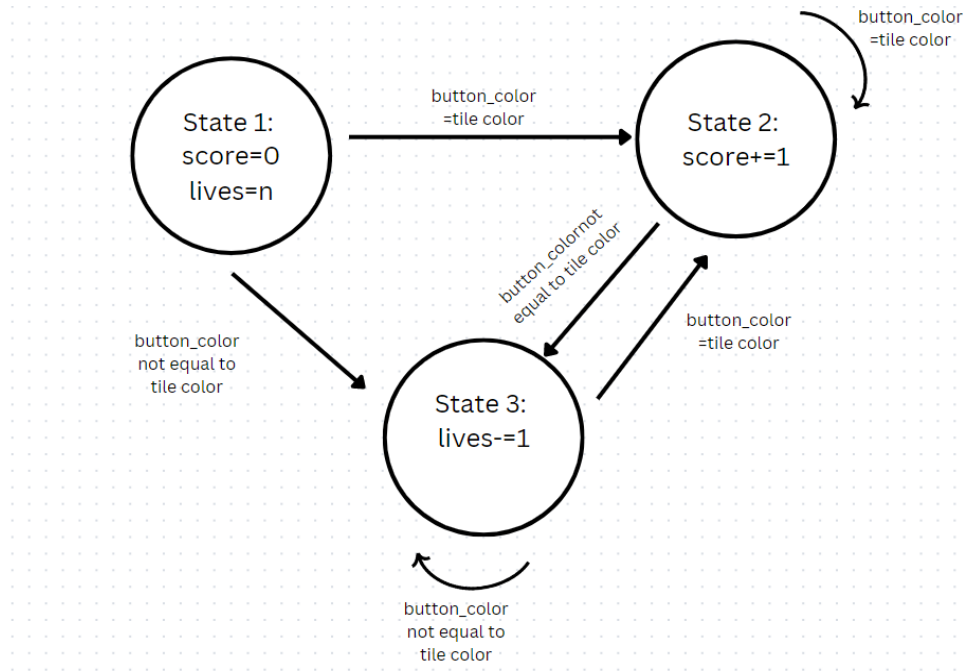 button_color
=tile color
button_color
=tile color
State 1:
score=0
lives=n
State 2:
score+=1
button_colornot
equal to tile color
button_color
=tile color
button_color
not equal to
tile color
State 3:
lives-=1
button_color
not equal to
tile color